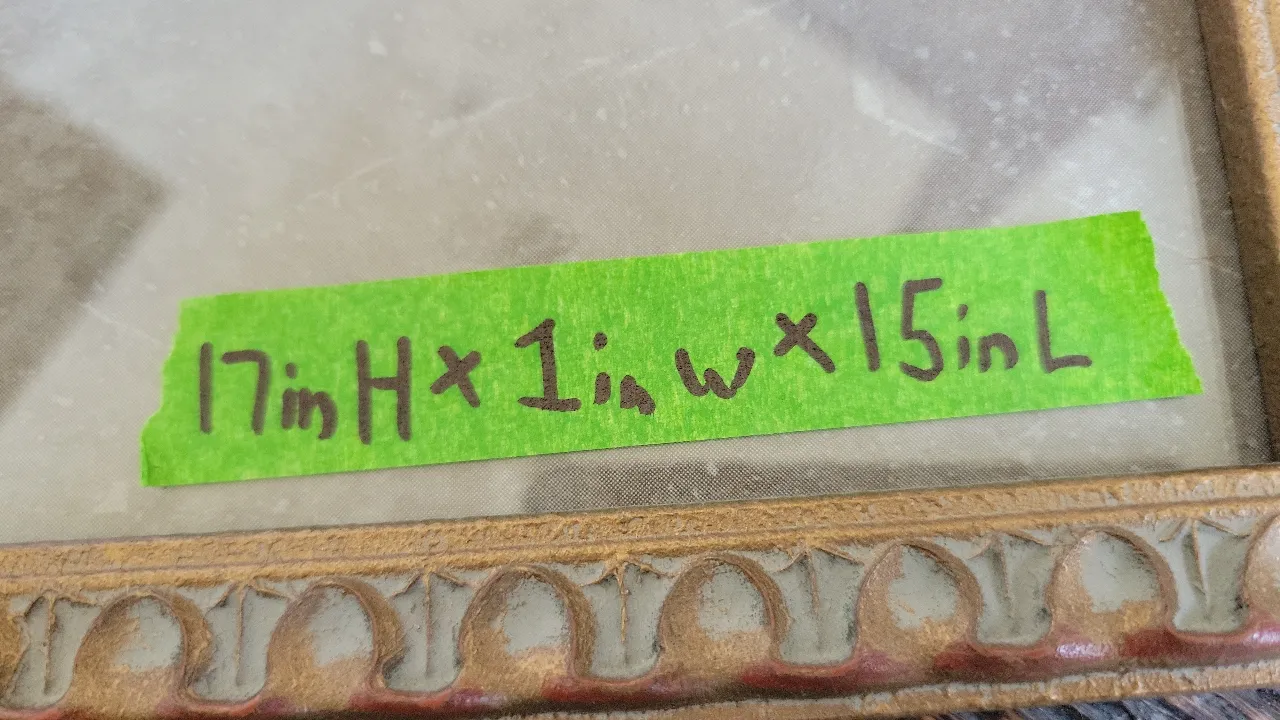 17in H x 1in W x 15in L